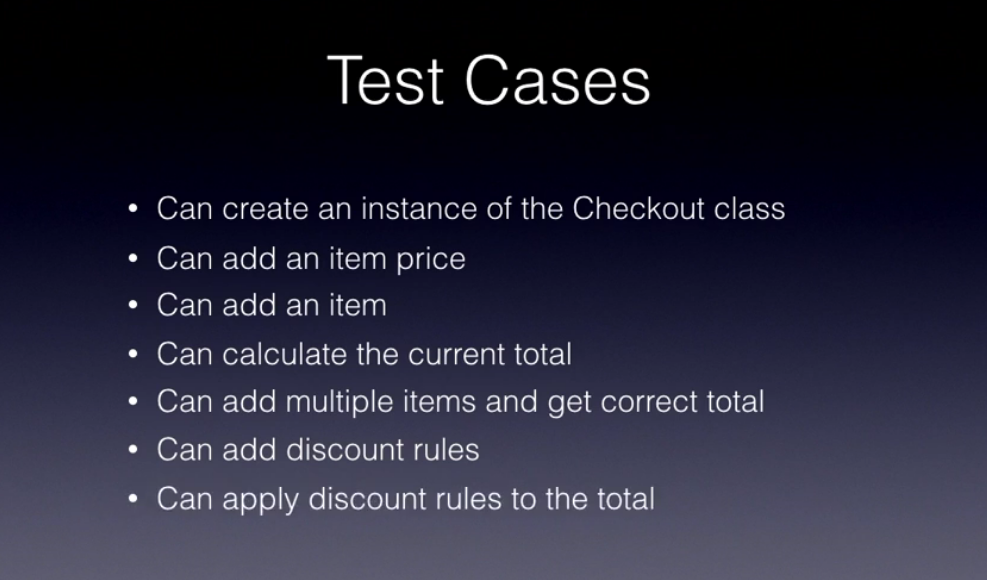 Test Cases
• Can create an instance of the Checkout class
• Can add an item price
• Can add an item
• Can calculate the current total
• Can add multiple items and get correct total
• Can add discount rules
• Can apply discount rules to the total